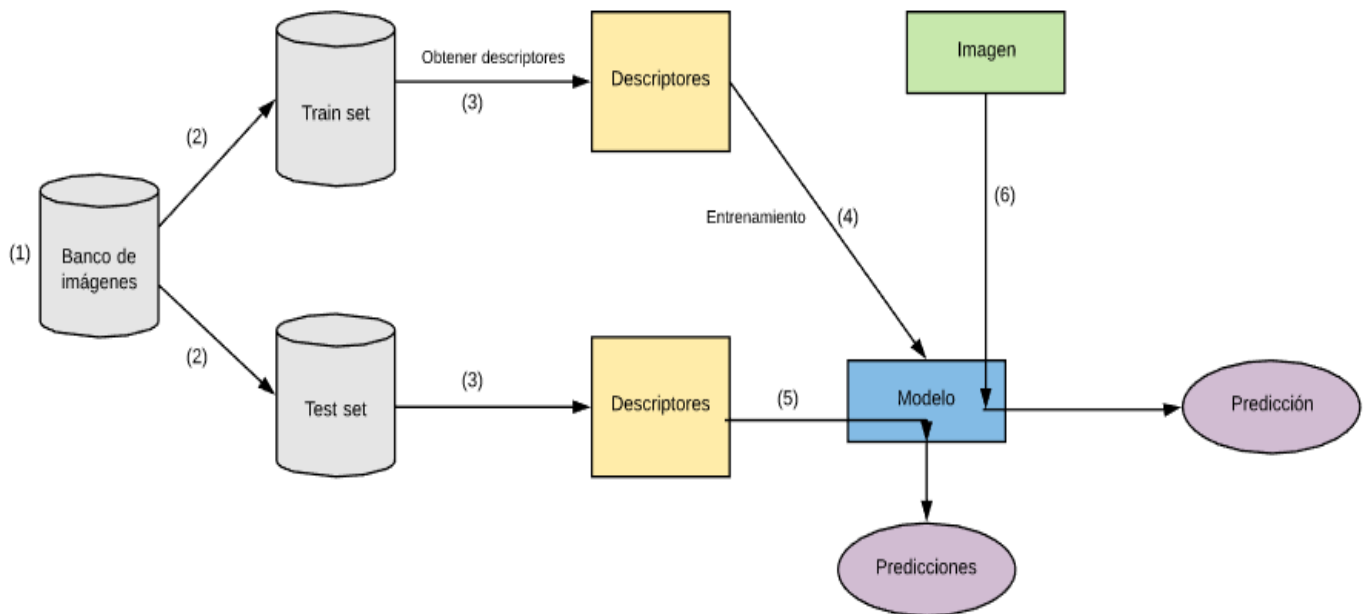 Obtener descriptores
Descriptores
Imagen
Train set
(3)
(2)
(6)
Entrenamiento
(4)
(1)
Banco de
imágenes
(2)
(3)
(5)
Test set
Descriptores
Modelo
Predicción
Predicciones